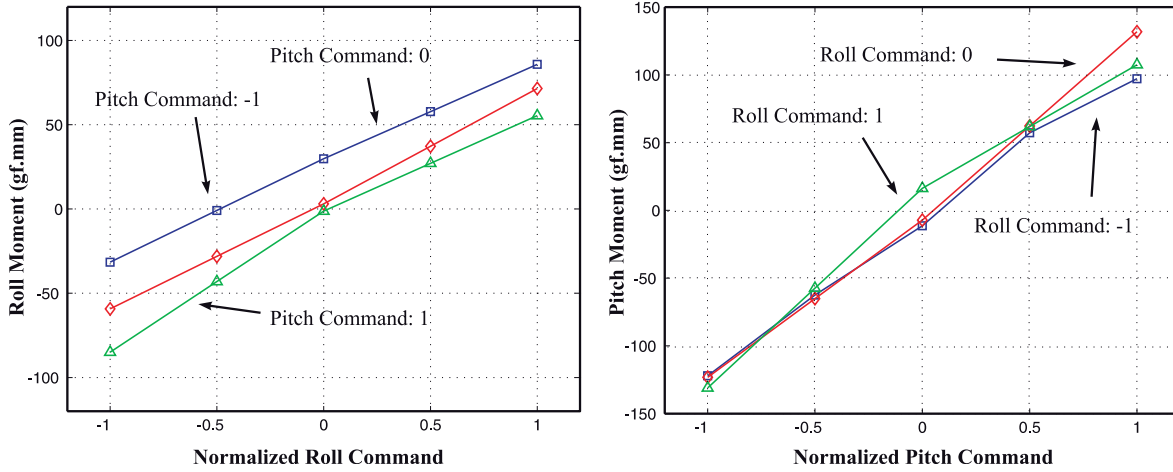 100
50
0
-50
-100
Roll Moment (gf.mm)
Pitch Command: 0
Pitch Command: -1
Pitch Command: 1
-1
-0.5
0
0.5
1
Normalized Roll Command
100
50
0
-50
-100
-150
Pitch Moment (gf.mm)
Roll Command: 0
Roll Command: 1
Roll Command: -1
-1
-0.5
0
0.5
1
Normalized Pitch Command